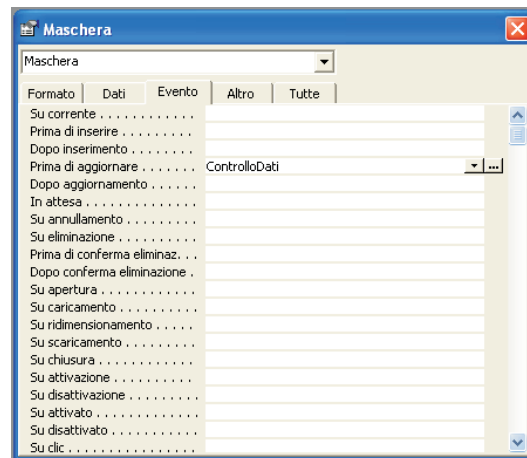 Maschera
Maschera
Formato Dati Evento Altro Tutte
Su corrente . . . . . . . . . . . .
Prima di inserire . . . . . . . . .
Dopo inserimento . . . . . . . .
Prima di aggiornare . . . . . . . ControlloDati ...
Dopo aggiornamento . . . . . .
In attesa . . . . . . . . . . . . .
Su annullamento . . . . . . . . .
Su eliminazione . . . . . . . . . .
Prima di conferma eliminaz. . .
Dopo conferma eliminazione .
Su apertura . . . . . . . . . . . .
Su caricamento . . . . . . . . . .
Su ridimensionamento . . . . .
Su scaricamento . . . . . . . . .
Su chiusura . . . . . . . . . . . .
Su attivazione . . . . . . . . . .
Su disattivazione . . . . . . . . .
Su attivato . . . . . . . . . . . . .
Su disattivato . . . . . . . . . . .
Su clic . . . . . . . . . . . . . . . .